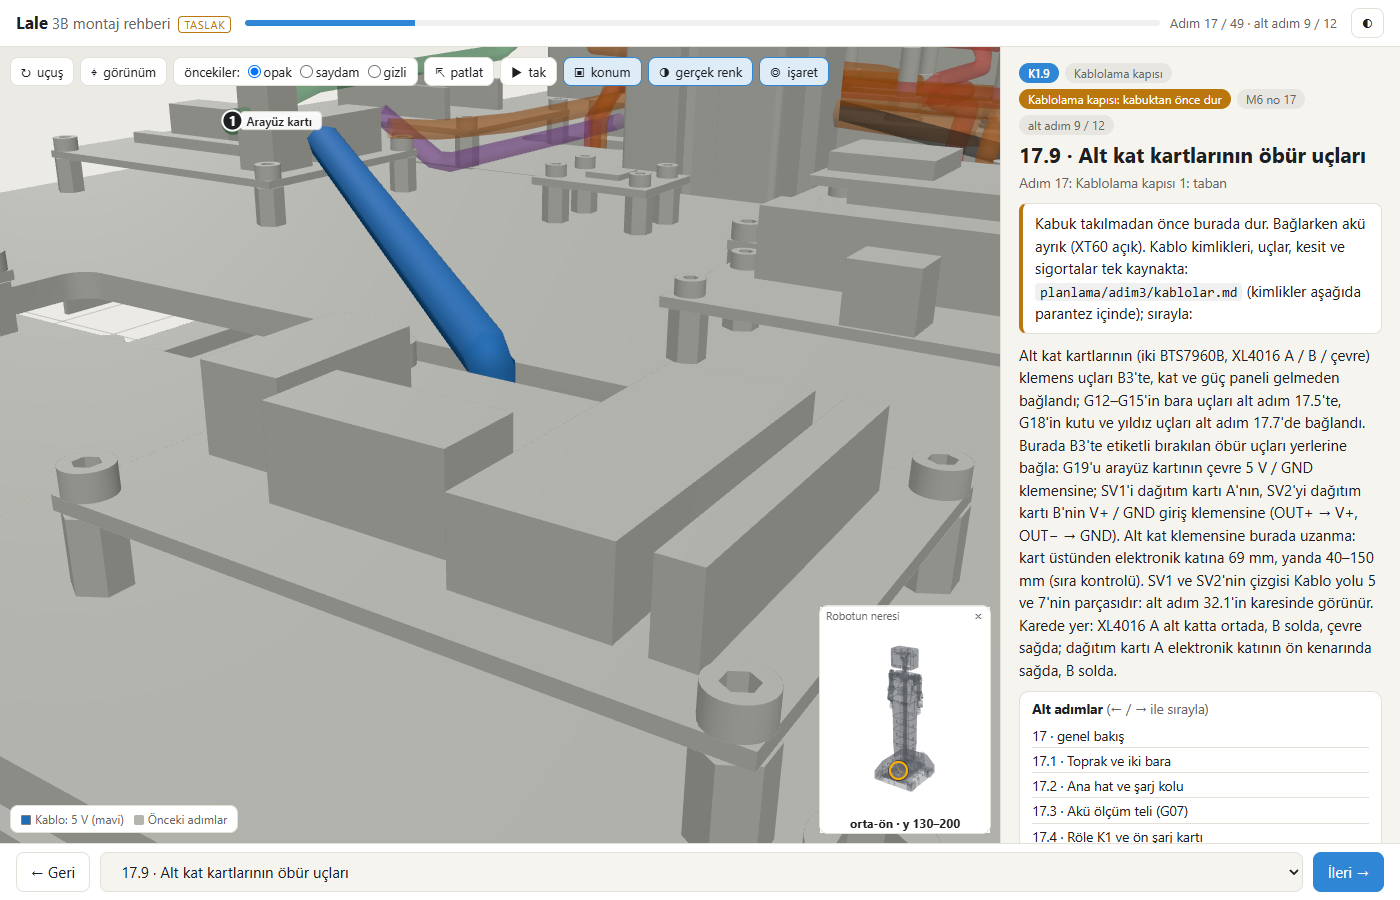 Lale 3B montaj rehberi TASLAK
Adım 17 / 49 · alt adım 9 / 12
↻ uçuş
⌖ görünüm
öncekiler: opak saydam gizli
↖ patlat
▶ tak
▣ konum
◑ gerçek renk
◎ işaret
1 Arayüz kartı
Robotun neresi ×
orta-ön · y 130–200
Kablo: 5 V (mavi) Önceki adımlar
K1.9 Kablolama kapısı
Kablolama kapısı: kabuktan önce dur M6 no 17
alt adım 9 / 12
17.9 · Alt kat kartlarının öbür uçları
Adım 17: Kablolama kapısı 1: taban
Kabuk takılmadan önce burada dur. Bağlarken akü
ayrık (XT60 açık). Kablo kimlikleri, uçlar, kesit ve
sigortalar tek kaynakta:
planlama/adim3/kablolar.md (kimlikler aşağıda
parantez içinde); sırayla:
Alt kat kartlarının (iki BTS7960B, XL4016 A / B / çevre)
klemens uçları B3'te, kat ve güç paneli gelmeden
bağlandı; G12–G15'in bara uçları alt adım 17.5'te,
G18'in kutu ve yıldız uçları alt adım 17.7'de bağlandı.
Burada B3'te etiketli bırakılan öbür uçları yerlerine
bağla: G19'u arayüz kartının çevre 5 V / GND
klemensine; SV1'i dağıtım kartı A'nın, SV2'yi dağıtım
kartı B'nin V+ / GND giriş klemensine (OUT+ → V+,
OUT− → GND). Alt kat klemensine burada uzanma:
kart üstünden elektronik katına 69 mm, yanda 40–150
mm (sıra kontrolü). SV1 ve SV2'nin çizgisi Kablo yolu 5
ve 7'nin parçasıdır: alt adım 32.1'in karesinde görünür.
Karede yer: XL4016 A alt katta ortada, B solda, çevre
sağda; dağıtım kartı A elektronik katının ön kenarında
sağda, B solda.
Alt adımlar (← / → ile sırayla)
17 · genel bakış
17.1 · Toprak ve iki bara
17.2 · Ana hat ve şarj kolu
17.3 · Akü ölçüm teli (G07)
17.4 · Röle K1 ve ön şarj kartı
← Geri
17.9 · Alt kat kartlarının öbür uçları
İleri →